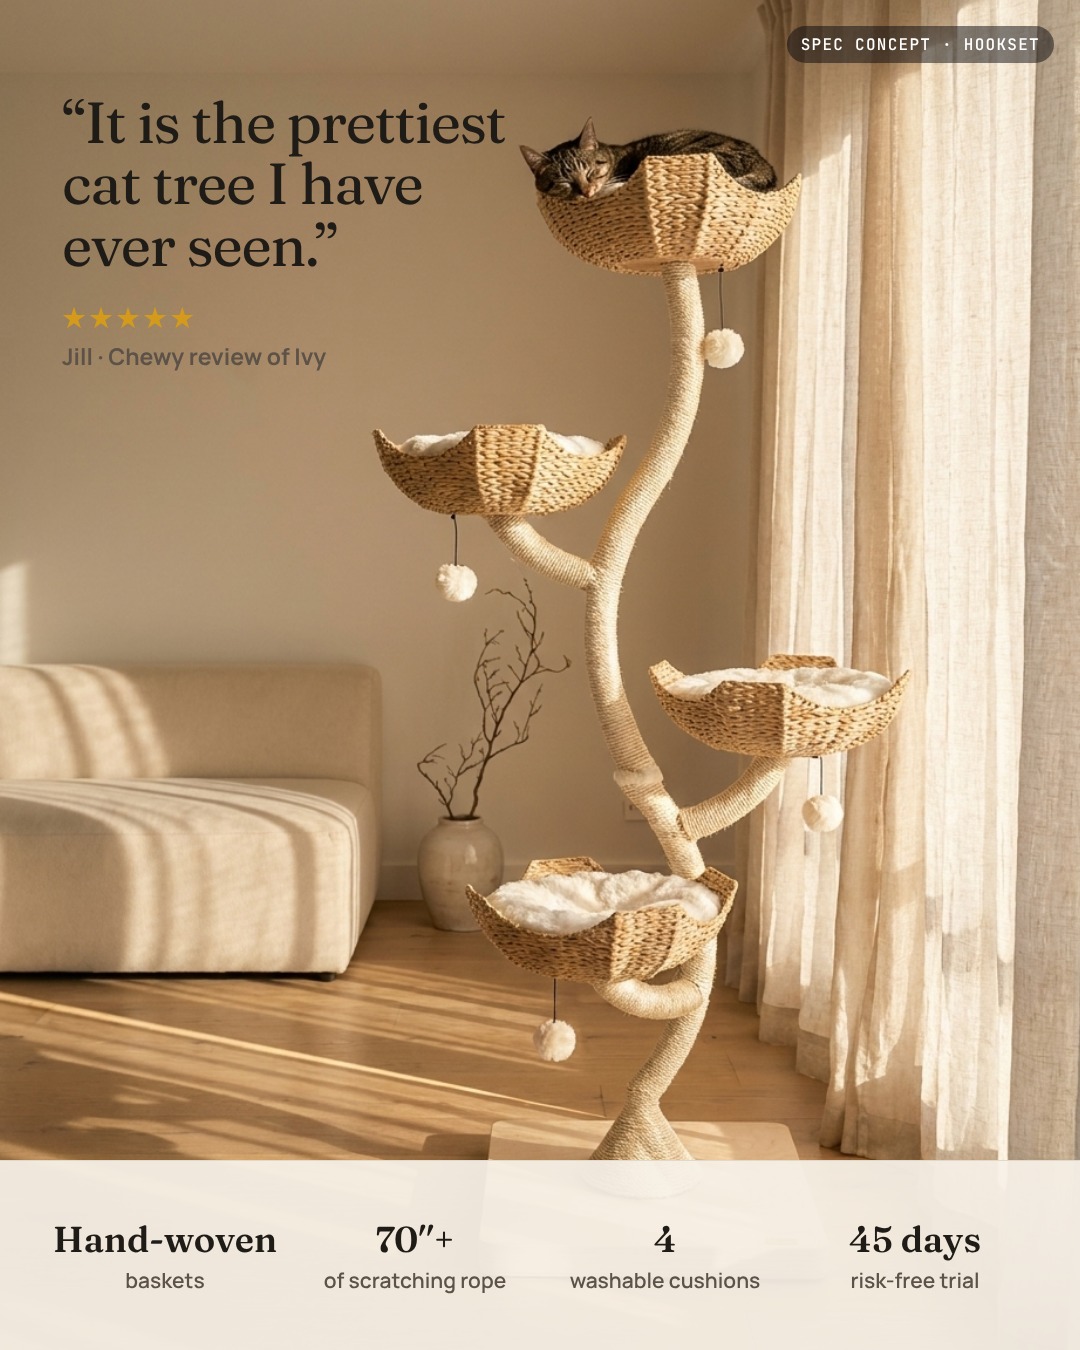 SPEC CONCEPT · HOOKSET
“It is the prettiest
cat tree I have
ever seen.”
★★★★★
Jill · Chewy review of Ivy
Hand-woven
baskets
70″+
of scratching rope
4
washable cushions
45 days
risk-free trial